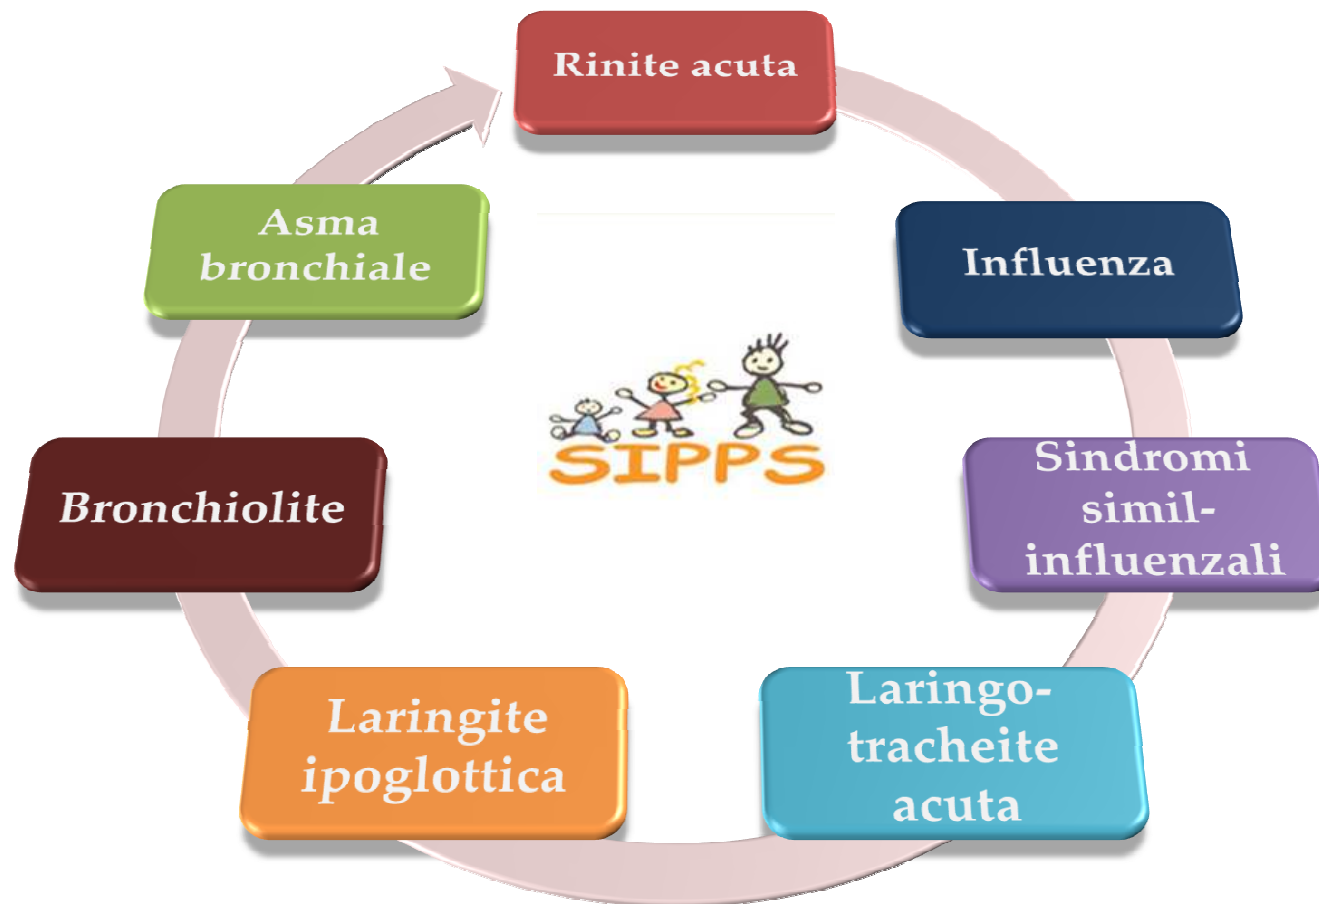 Rinite acuta
Influenza
Sindromi
simil-
influenzali
Laringo-
tracheite
acuta
Laringite
ipoglottica
Bronchiolite
Asma
bronchiale
SIPPS